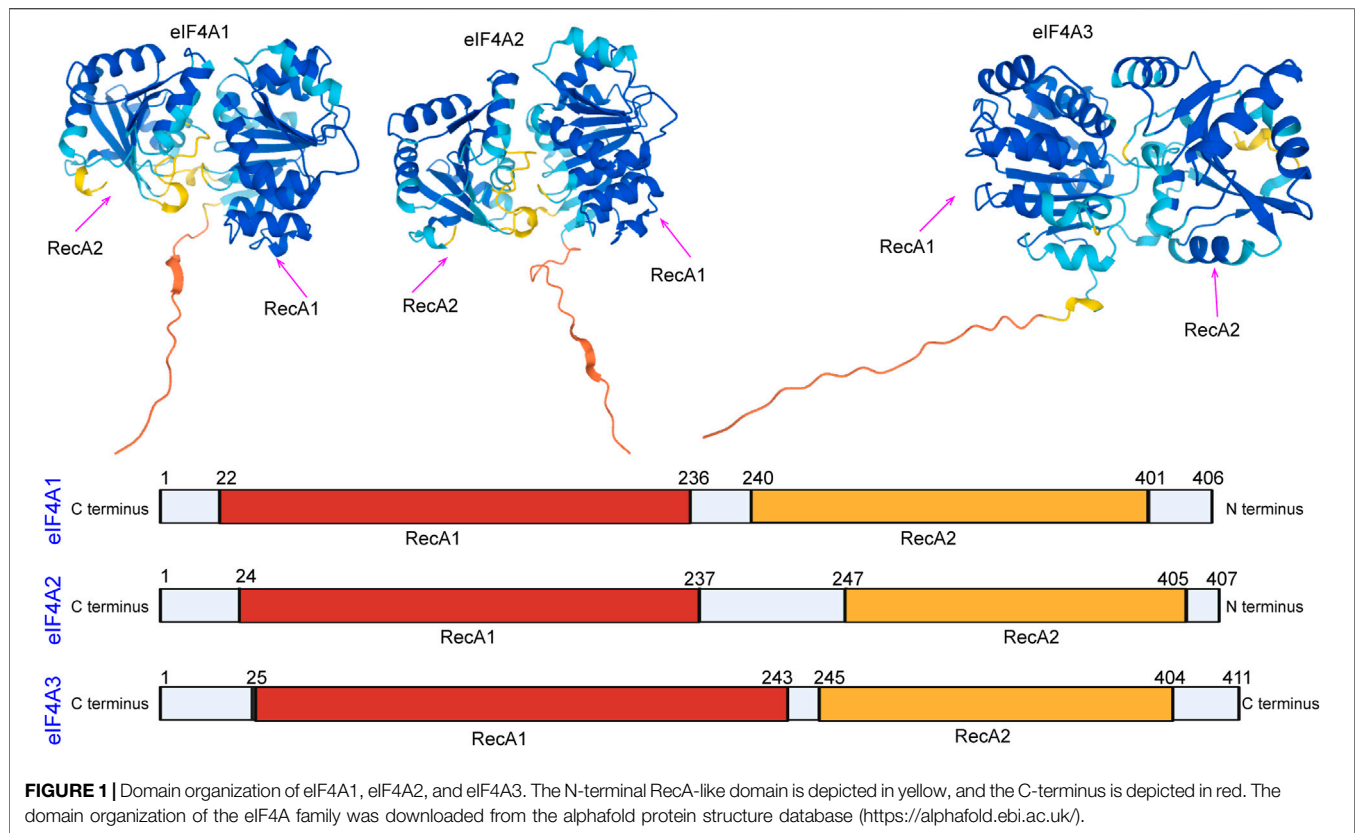 eIF4A1
eIF4A2
eIF4A3
RecA2
RecA1
RecA2
RecA1
RecA1
RecA2
eIF4A1
1 22 236 240 401 406
C terminus N terminus
RecA1 RecA2
eIF4A2
1 24 237 247 405 407
C terminus N terminus
RecA1 RecA2
eIF4A3
1 25 243 245 404 411
C terminus C terminus
RecA1 RecA2
FIGURE 1 | Domain organization of eIF4A1, eIF4A2, and eIF4A3. The N-terminal RecA-like domain is depicted in yellow, and the C-terminus is depicted in red. The
domain organization of the eIF4A family was downloaded from the alphafold protein structure database (https://alphafold.ebi.ac.uk/).